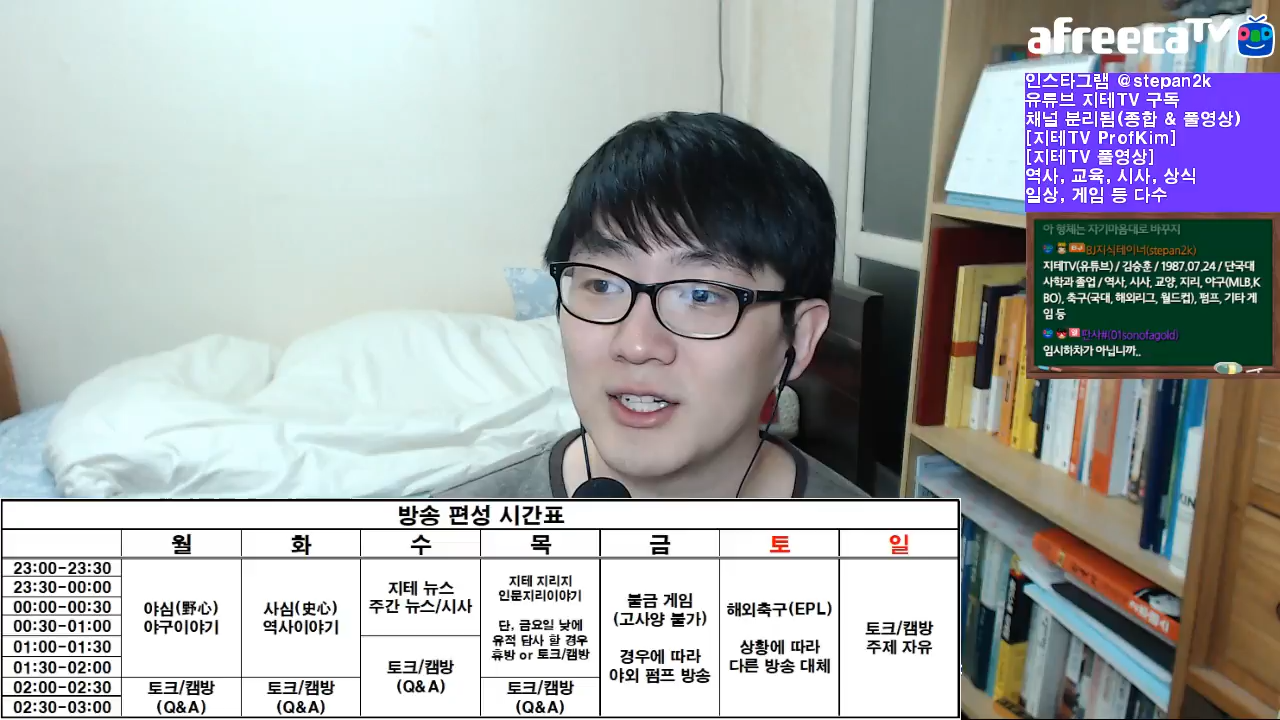 afreecaTV
인스타그램 @stepan2k
유튜브 지테TV 구독
채널 분리됨(종합 & 풀영상)
[지테TV ProfKim]
[지테TV 풀영상]
역사, 교육, 시사, 상식
일상, 게임 등 다수
아 형체는 자기마음대로 바꾸지
BJ지식테이너(stepan2k)
지테TV(유튜브) / 김승훈 / 1987.07.24 / 단국대
사학과 졸업 / 역사, 시사, 교양, 지리, 야구(MLB,K
BO), 축구(국대, 해외리그, 월드컵), 펌프, 기타 게
임 등
판사#(01sonofagold)
임시하차가 아닙니까..
방송 편성 시간표
월 화 수 목 금 토 일
23:00-23:30
23:30-00:00
00:00-00:30
00:30-01:00
01:00-01:30
01:30-02:00
02:00-02:30
02:30-03:00
야심(野心)
야구이야기
토크/캠방
(Q&A)
사심(史心)
역사이야기
토크/캠방
(Q&A)
지테 뉴스
주간 뉴스/시사
토크/캠방
(Q&A)
지테 지리지
인문지리이야기
단, 금요일 낮에
유적 답사 할 경우
휴방 or 토크/캠방
토크/캠방
(Q&A)
불금 게임
(고사양 불가)
경우에 따라
야외 펌프 방송
해외축구(EPL)
상황에 따라
다른 방송 대체
토크/캠방
주제 자유